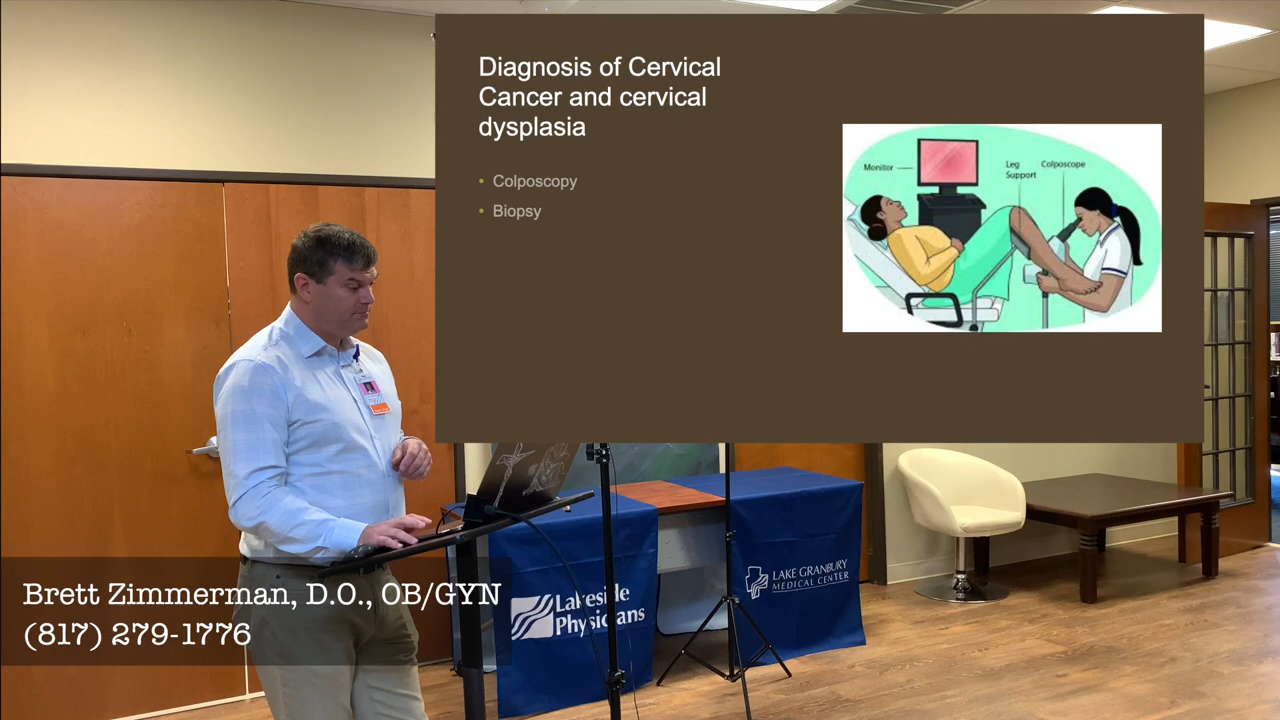 Diagnosis of Cervical
Cancer and cervical
dysplasia
• Colposcopy
• Biopsy
Monitor
Leg
Support
Colposcope
Brett Zimmerman, D.O., OB/GYN
(817) 279-1776
Lakeside
Physicians
LAKE GRANBURY
MEDICAL CENTER